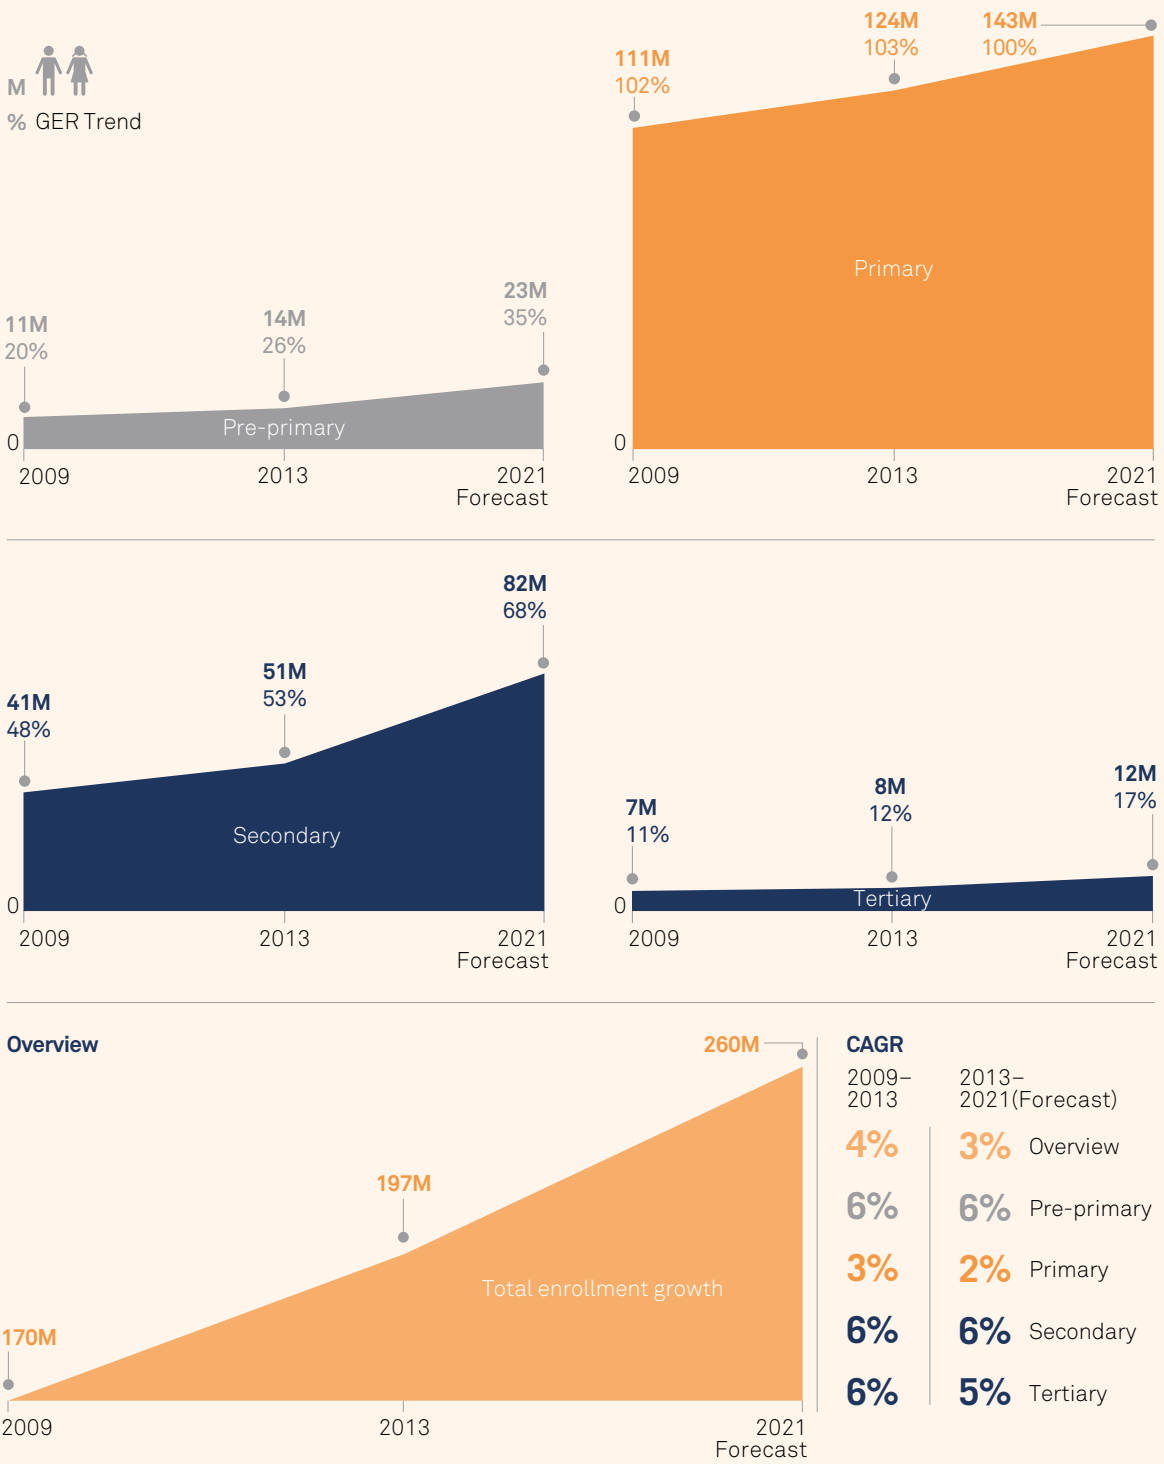 M
% GER Trend
11M
20%
14M
26%
23M
35%
Pre-primary
0
2009
2013
2021
Forecast
111M
102%
124M
103%
143M
100%
Primary
0
2009
2013
2021
Forecast
41M
48%
51M
53%
82M
68%
Secondary
0
2009
2013
2021
Forecast
7M
11%
8M
12%
12M
17%
Tertiary
0
2009
2013
2021
Forecast
Overview
170M
197M
260M
Total enrollment growth
2009
2013
2021
Forecast
CAGR
2009–
2013
2013–
2021(Forecast)
4% 3% Overview
6% 6% Pre-primary
3% 2% Primary
6% 6% Secondary
6% 5% Tertiary